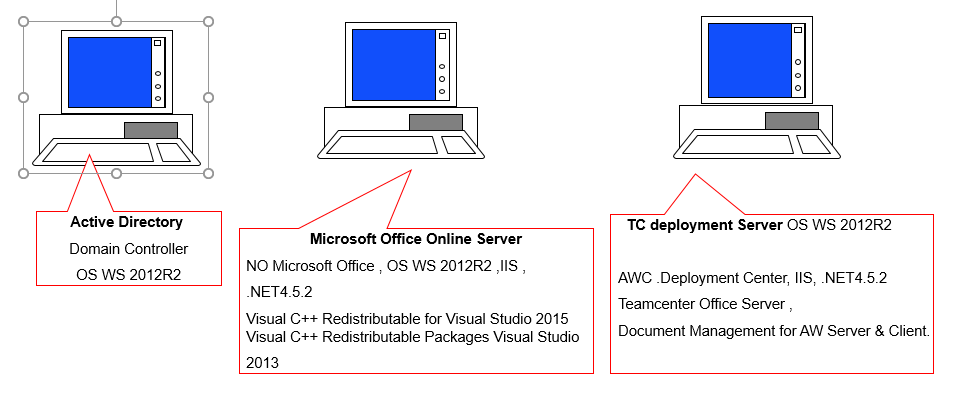 Active Directory
Domain Controller
OS WS 2012R2
Microsoft Office Online Server
NO Microsoft Office , OS WS 2012R2 ,IIS ,
.NET4.5.2
Visual C++ Redistributable for Visual Studio 2015
Visual C++ Redistributable Packages Visual Studio
2013
TC deployment Server OS WS 2012R2
AWC .Deployment Center, IIS, .NET4.5.2
Teamcenter Office Server ,
Document Management for AW Server & Client.